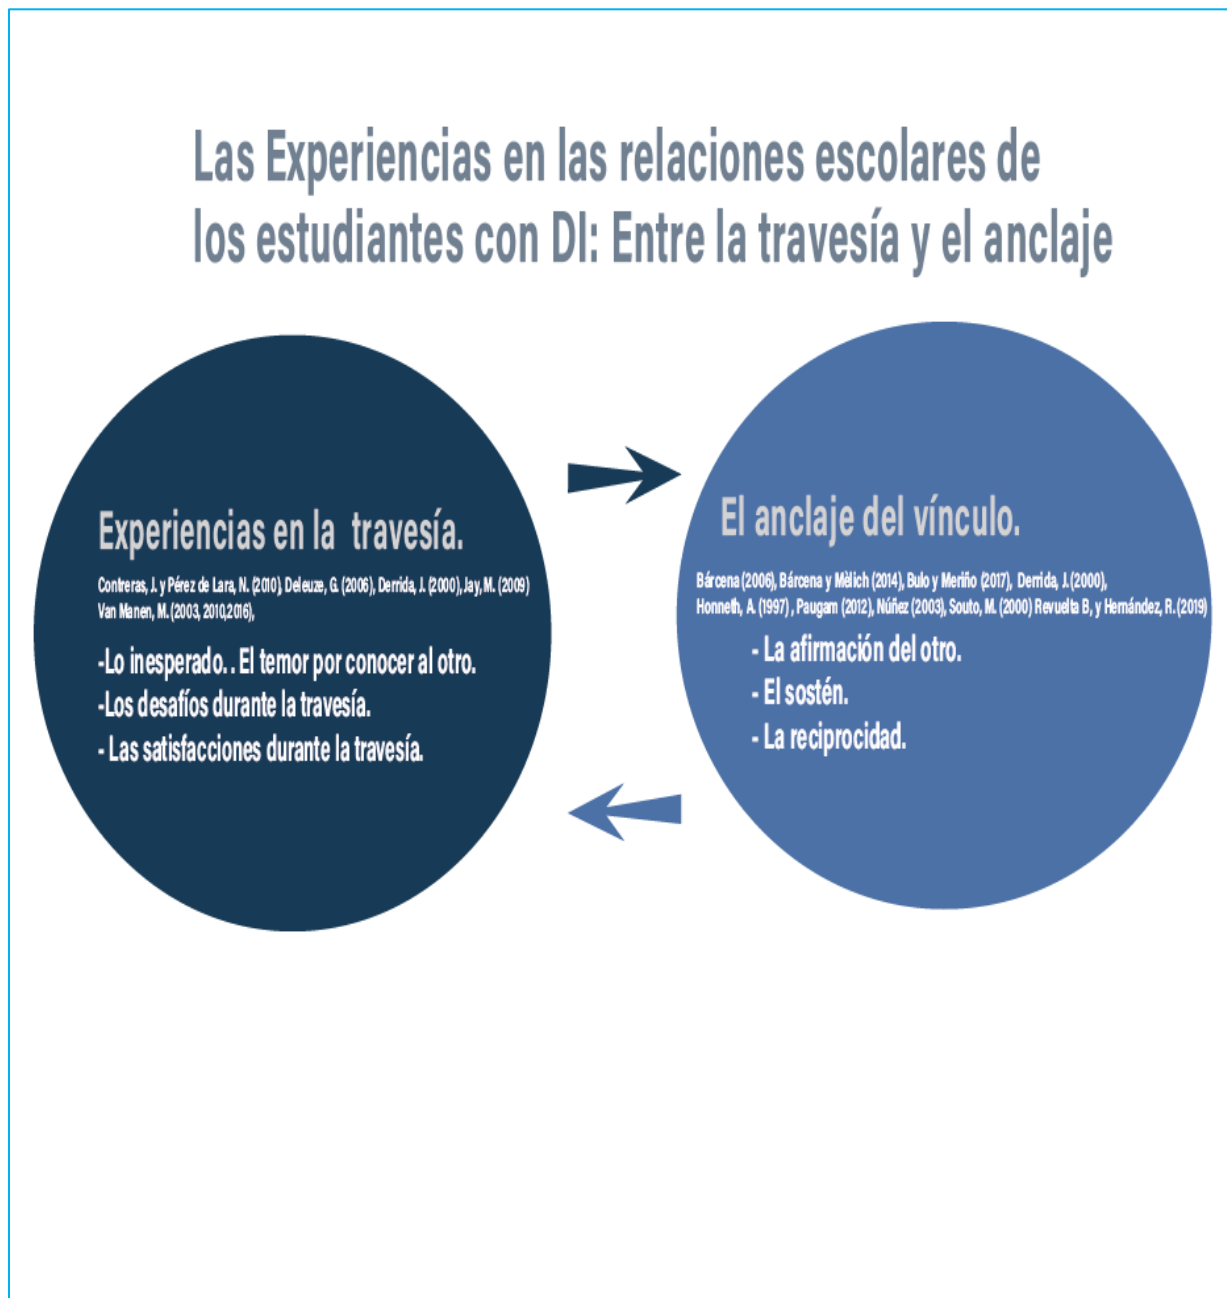 Las Experiencias en las relaciones escolares de
los estudiantes con DI: Entre la travesía y el anclaje
Experiencias en la travesía.
Contreras, J. y Pérez de Lara, N. (2010), Deleuze, G. (2006), Derrida, J. (2000), Jay, M. (2009)
Van Manen, M. (2003, 2010,2016),
-Lo inesperado. . El temor por conocer al otro.
-Los desafíos durante la travesía.
- Las satisfacciones durante la travesía.
El anclaje del vínculo.
Bárcena (2006), Bárcena y Mèlich (2014), Bulo y Meriño (2017), Derrida, J. (2000),
Honneth, A. (1997) , Paugam (2012), Núñez (2003), Souto, M. (2000) Revuelta B, y Hernández, R. (2019)
- La afirmación del otro.
- El sostén.
- La reciprocidad.